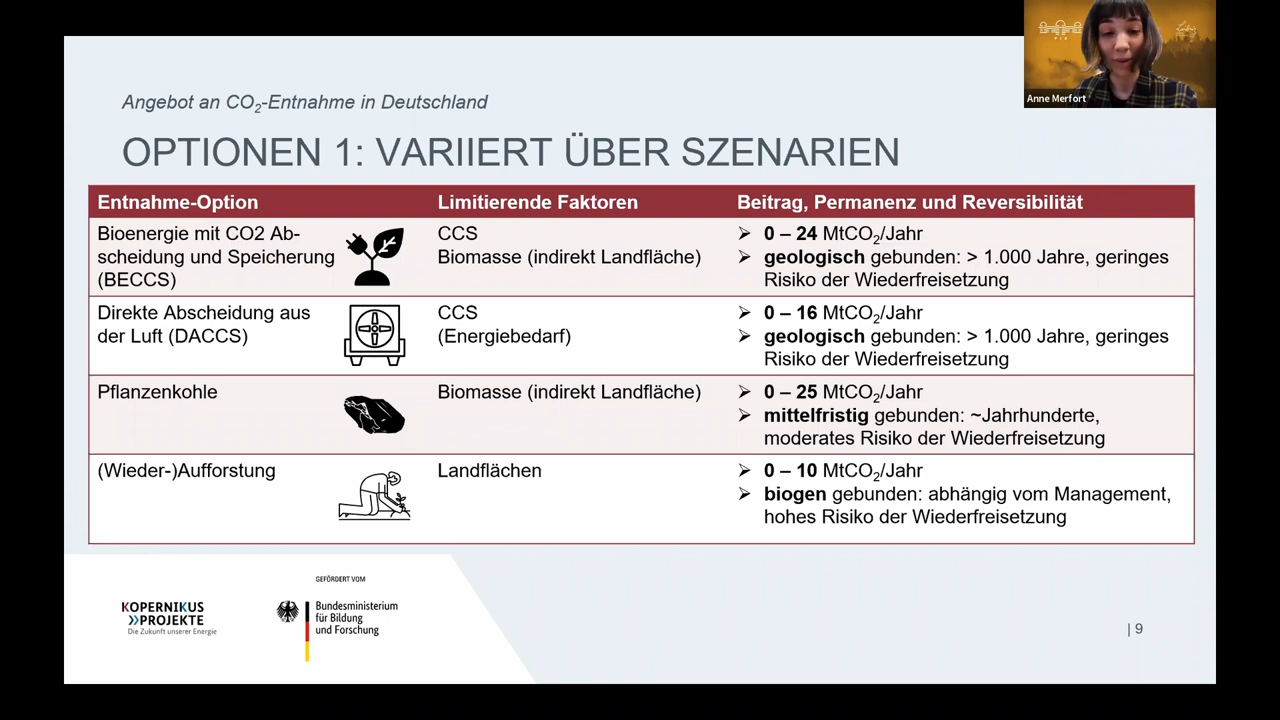 Anne Merfort
Angebot an CO2-Entnahme in Deutschland
OPTIONEN 1: VARIIERT ÜBER SZENARIEN
Entnahme-Option
Limitierende Faktoren
Beitrag, Permanenz und Reversibilität
Bioenergie mit CO2 Ab-
scheidung und Speicherung
(BECCS)
CCS
Biomasse (indirekt Landfläche)
➢ 0 – 24 MtCO2/Jahr
➢ geologisch gebunden: > 1.000 Jahre, geringes
Risiko der Wiederfreisetzung
Direkte Abscheidung aus
der Luft (DACCS)
CCS
(Energiebedarf)
➢ 0 – 16 MtCO2/Jahr
➢ geologisch gebunden: > 1.000 Jahre, geringes
Risiko der Wiederfreisetzung
Pflanzenkohle
Biomasse (indirekt Landfläche)
➢ 0 – 25 MtCO2/Jahr
➢ mittelfristig gebunden: ~Jahrhunderte,
moderates Risiko der Wiederfreisetzung
(Wieder-)Aufforstung
Landflächen
➢ 0 – 10 MtCO2/Jahr
➢ biogen gebunden: abhängig vom Management,
hohes Risiko der Wiederfreisetzung
KOPERNIKUS
PROJEKTE
Die Zukunft unserer Energie
GEFÖRDERT VOM
Bundesministerium
für Bildung
und Forschung
| 9